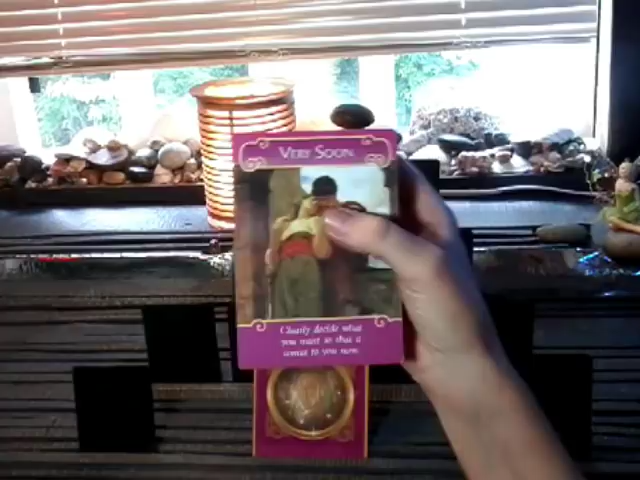 VERY SOON
Clearly decide what
you want so that it
comes to you now.